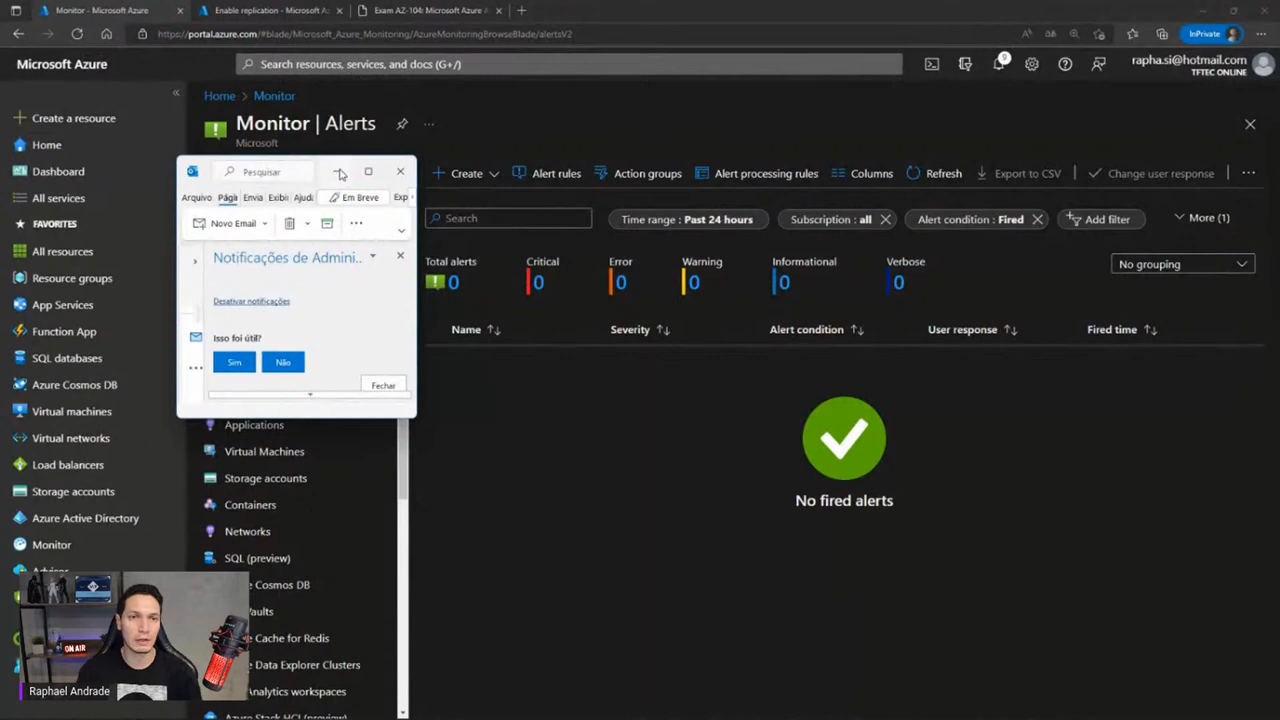 Monitor - Microsoft Azure
Enable replication - Microsoft A
Exam AZ-104: Microsoft Azure A
https://portal.azure.com/#blade/Microsoft_Azure_Monitoring/AzureMonitoringBrowseBlade/alertsV2
InPrivate
Microsoft Azure
Search resources, services, and docs (G+/)
rapha.si@hotmail.com
TFTEC ONLINE
Create a resource
Home
Dashboard
All services
FAVORITES
All resources
Resource groups
App Services
Function App
SQL databases
Azure Cosmos DB
Virtual machines
Virtual networks
Load balancers
Storage accounts
Azure Active Directory
Monitor
Home > Monitor
Monitor | Alerts
Microsoft
Pesquisar
Arquivo
Envia
Exibi
Ajud
Em Breve
Exp
Novo Email
Notificações de Admini..
Desativar notificações
Isso foi útil?
Sim
Não
Fechar
Applications
Virtual Machines
Storage accounts
Containers
Networks
SQL (preview)
Cosmos DB
Vaults
Cache for Redis
Data Explorer Clusters
Analytics workspaces
Azure Stack HCI (preview)
Create
Alert rules
Action groups
Alert processing rules
Columns
Refresh
Export to CSV
Change user response
Search
Time range : Past 24 hours
Subscription : all
Alert condition : Fired
Add filter
More (1)
Total alerts
0
Critical
0
Error
0
Warning
0
Informational
0
Verbose
0
No grouping
Name
Severity
Alert condition
User response
Fired time
No fired alerts
ON AIR
Raphael Andrade